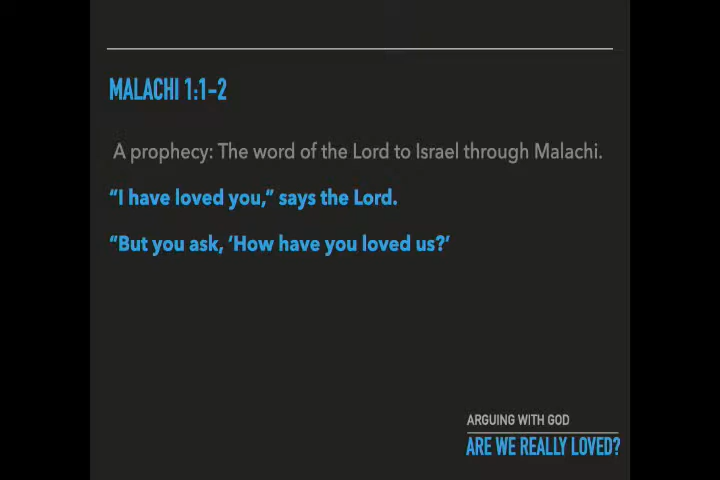 MALACHI 1:1-2
A prophecy: The word of the Lord to Israel through Malachi.
“I have loved you,” says the Lord.
“But you ask, ‘How have you loved us?’
ARGUING WITH GOD
ARE WE REALLY LOVED?